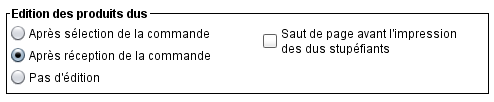 Edition des produits dus
Après sélection de la commande
Après réception de la commande
Pas d'édition
Saut de page avant l'impression
des dus stupéfiants